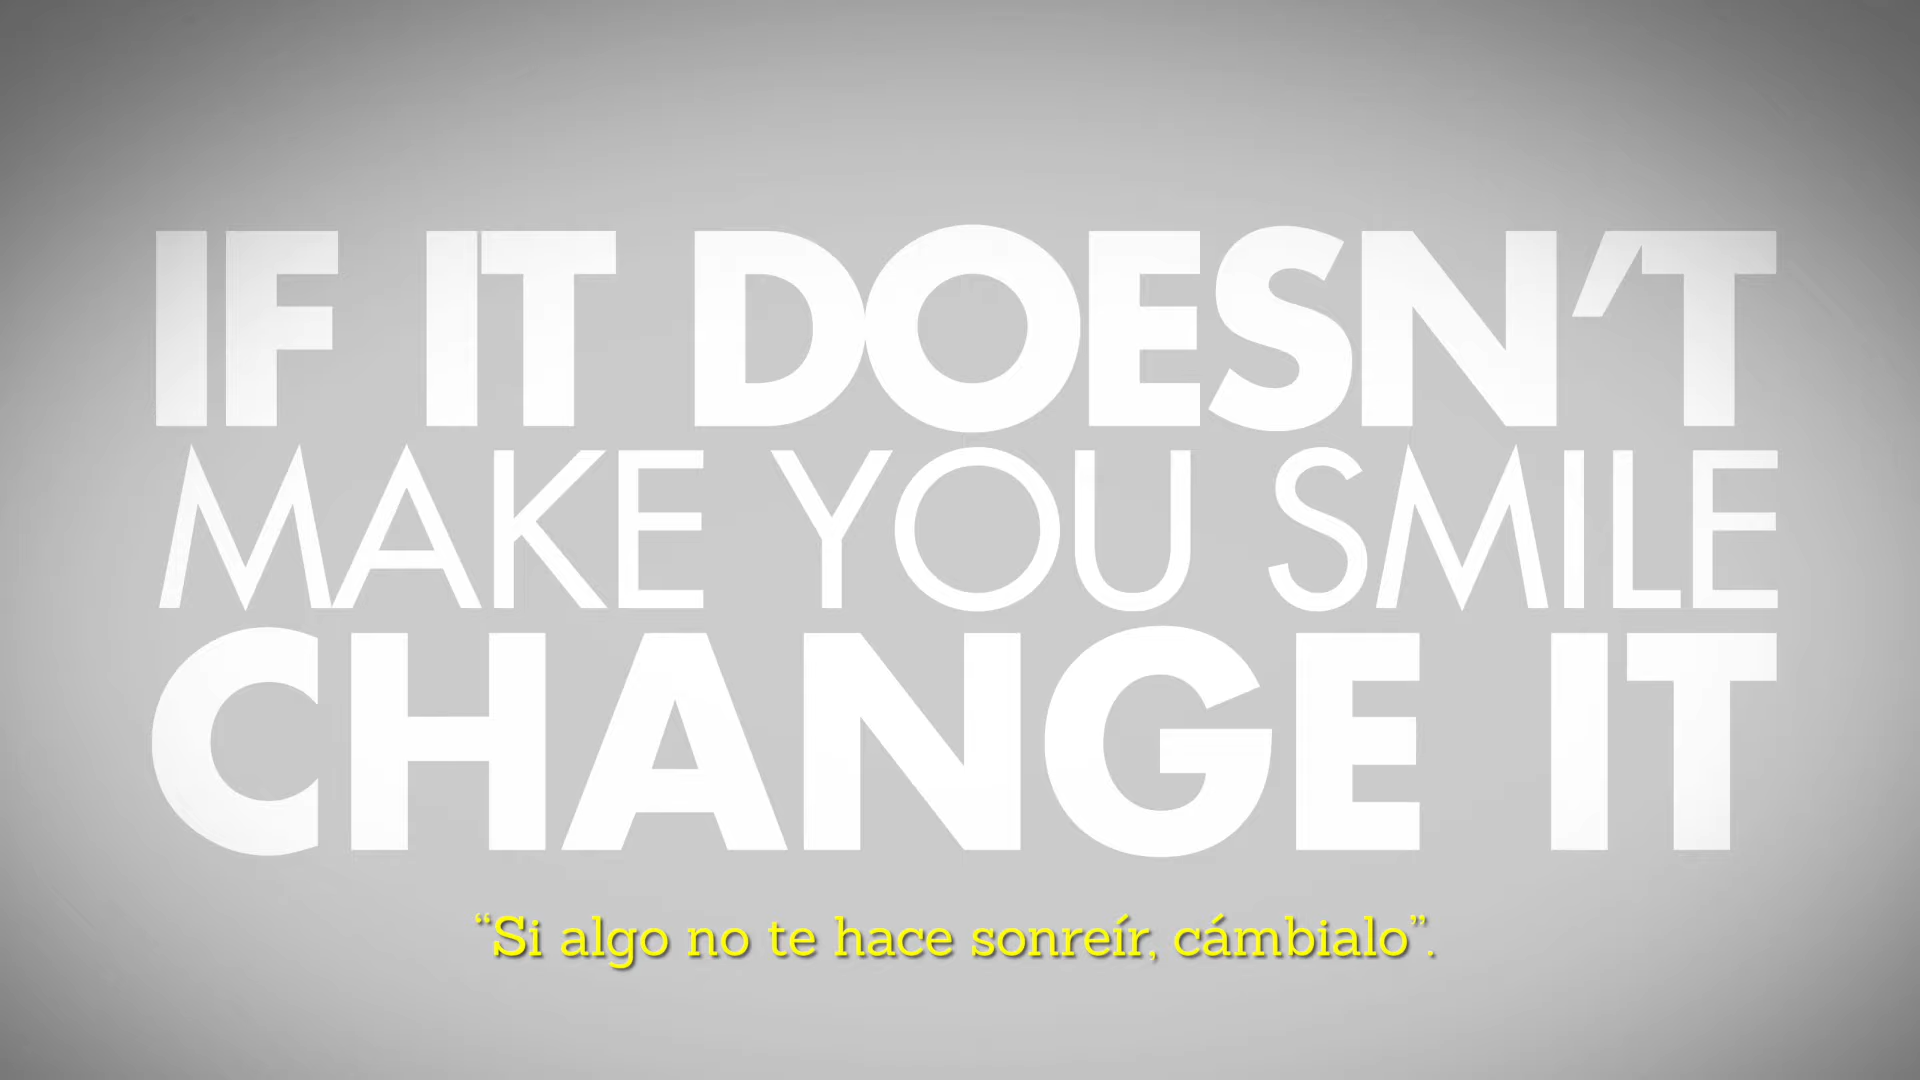 IF IT DOESN'T
MAKE YOU SMILE
CHANGE IT
“Si algo no te hace sonreír, cámbialo”.